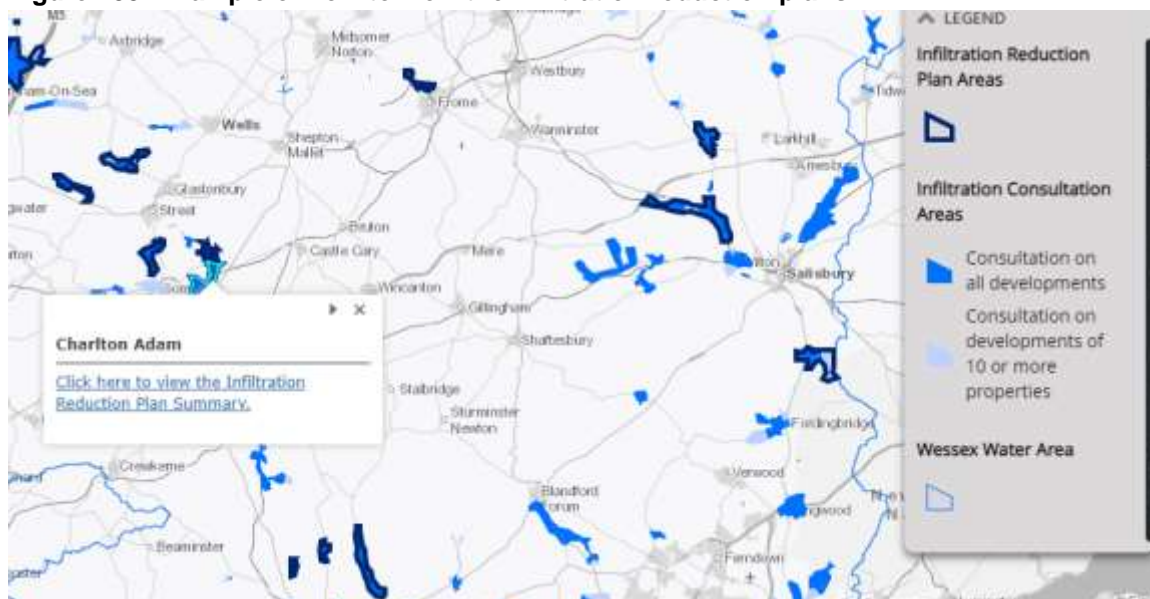 M5
Axbridge
Midsomer
Norton
Westbury
Frome
Wells
Shepton
Mallet
Warminster
Larkhill
Glastonbury
Street
Bruton
Castle Cary
Mere
Salisbury
Wincanton
Gillingham
Shaftesbury
Charlton Adam
Click here to view the Infiltration
Reduction Plan Summary.
Stalbridge
Sturminster
Newton
Fordingbridge
Crewkerne
Verwood
Blandford
Beaminster
Ferndown
LEGEND
Infiltration Reduction
Plan Areas
Infiltration Consultation
Areas
Consultation on
all developments
Consultation on
developments of
10 or more
properties
Wessex Water Area